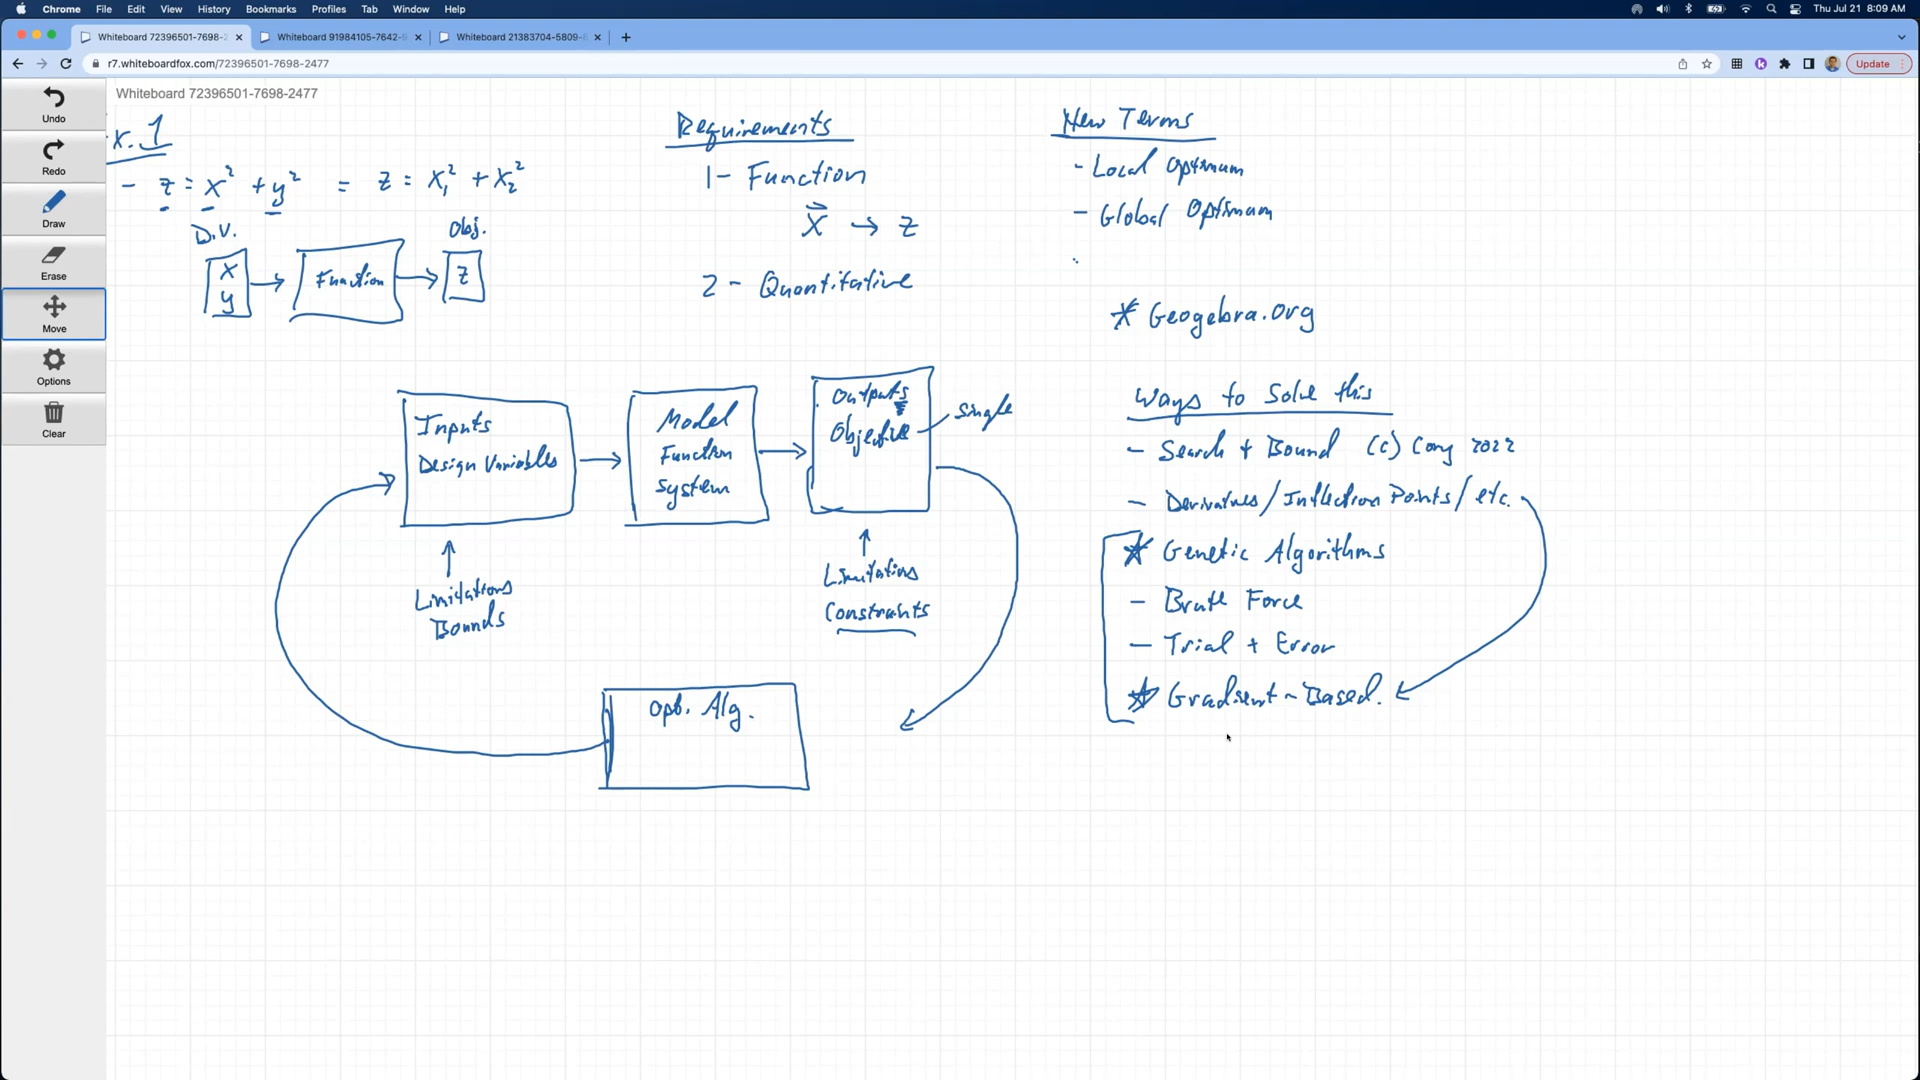 Chrome File Edit View History Bookmarks Profiles Tab Window Help
Thu Jul 21 8:09 AM
Whiteboard 72396501-7698-2
Whiteboard 91984105-7642-
Whiteboard 21383704-5809-
r7.whiteboardfox.com/72396501-7698-2477
Update
Whiteboard 72396501-7698-2477
Undo
Redo
Draw
Erase
Move
Options
Clear
x. 1
- z = x² + y² = z = x₁² + x₂²
D.V.
Obj.
x
y
Function
z
Requirements
1- Function
x⃗ → z
2 - Quantitative
New Terms
- Local Optimum
- Global Optimum
* Geogebra.org
Inputs
Design Variables
Model
Function
System
Outputs
Objective
single
Limitations
Bounds
Limitations
Constraints
Opt. Alg.
Ways to Solve this
- Search + Bound (c) Cory 2022
- Derivatives/Inflection Points/etc.
* Genetic Algorithms
- Brute Force
- Trial + Error
* Gradient-Based.